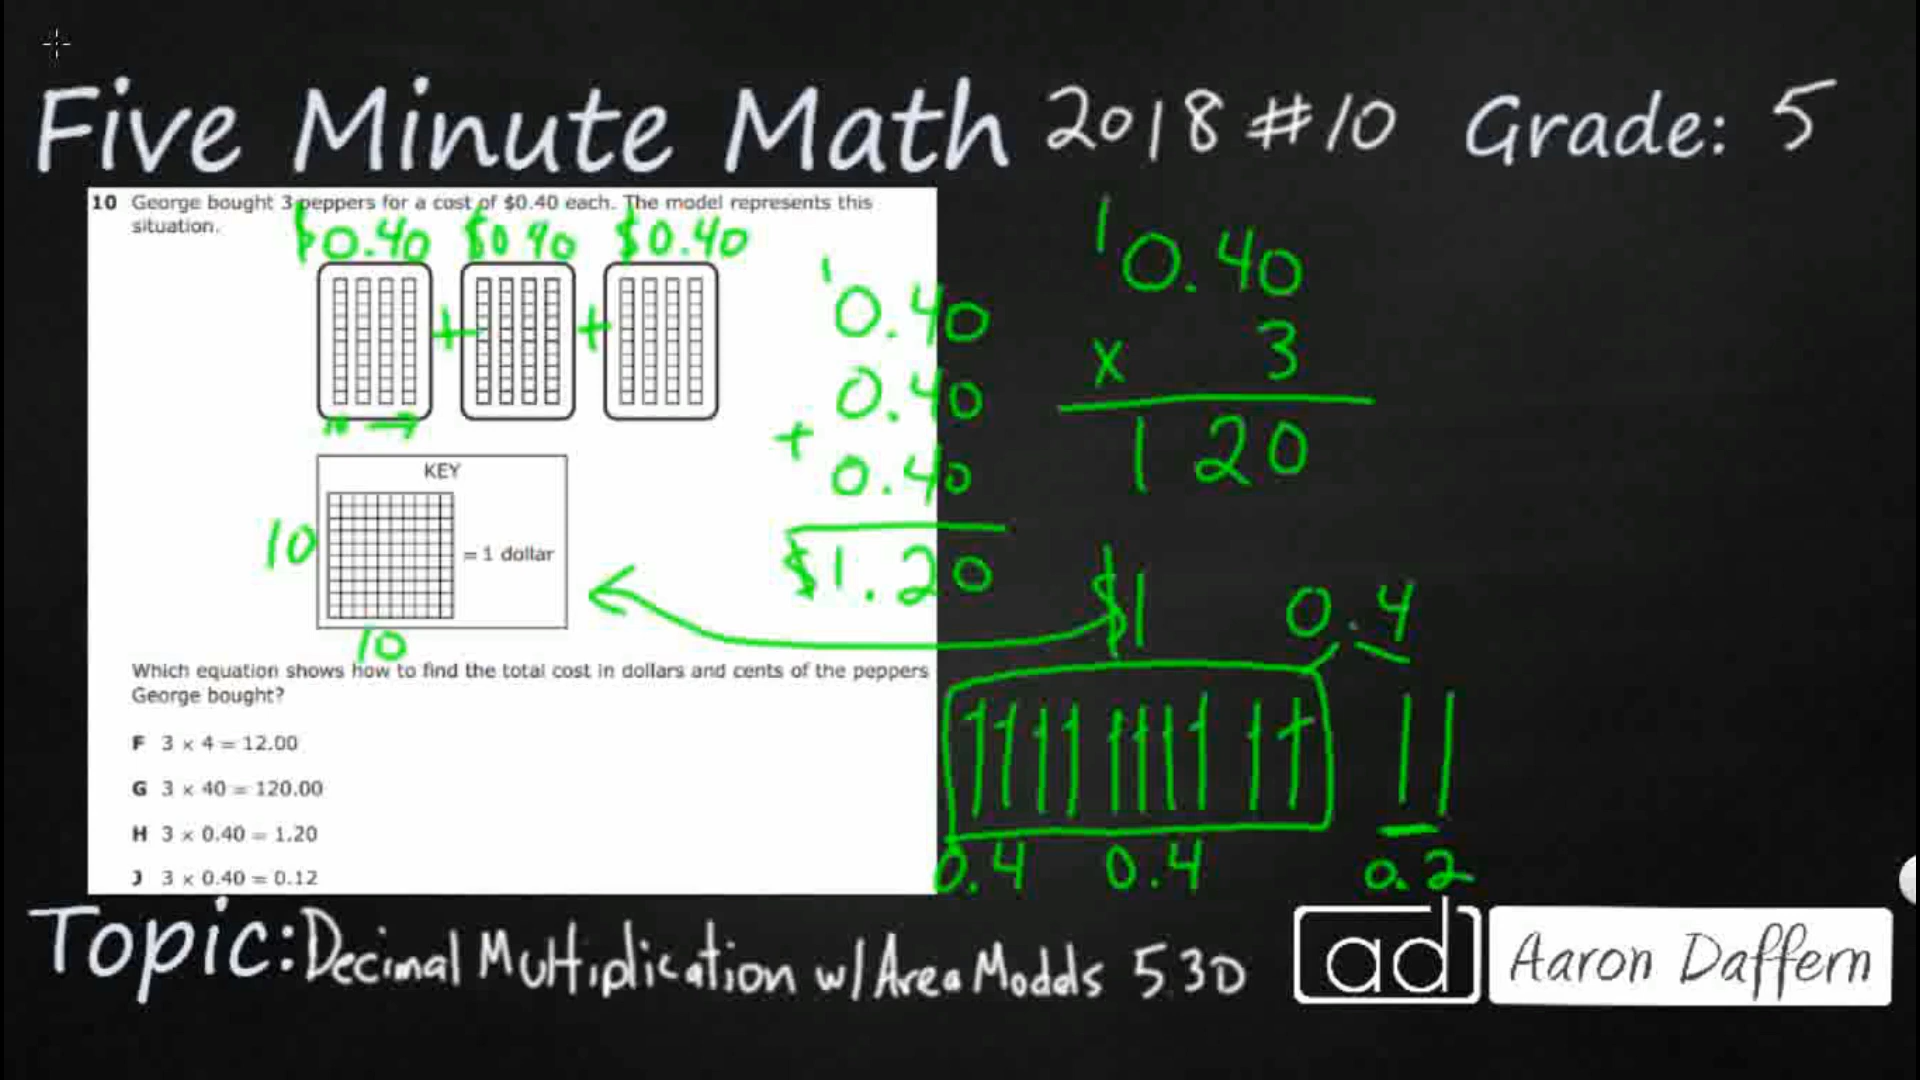 Five Minute Math 2018 #10 Grade: 5
10 George bought 3 peppers for a cost of $0.40 each. The model represents this
situation.
$0.40 $0.40 $0.40
+ +
KEY
= 1 dollar
10
10
Which equation shows how to find the total cost in dollars and cents of the peppers
George bought?
F 3 × 4 = 12.00
G 3 × 40 = 120.00
H 3 × 0.40 = 1.20
J 3 × 0.40 = 0.12
1
0.40
0.40
+
0.40
$1.20
1
0.40
x 3
1 20
$1 0.4
0.4 0.4 0.2
Topic: Decimal Multiplication w/ Area Models 5.3D
ad Aaron Daffern